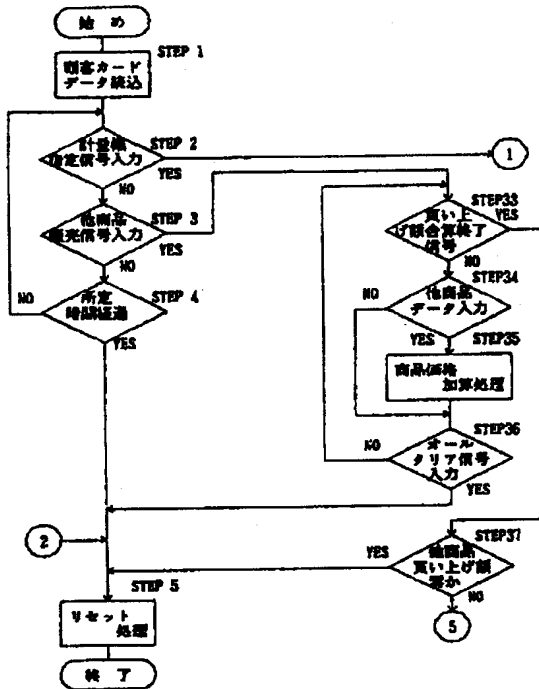 始め
STEP 1
顧客カード
データ読込
計量機
指定信号入力
STEP 2
YES
NO
1
他商品
販売信号入力
STEP 3
YES
NO
所定
時間経過
STEP 4
NO
YES
買い上
げ額合算終了
信号
STEP33
YES
NO
他商品
データ入力
STEP34
NO
YES
STEP35
商品価格
加算処理
オール
クリア信号
入力
STEP36
NO
YES
2
STEP37
YES
他商品
買い上げ額
零か
NO
5
STEP 5
リセット
処理
終了